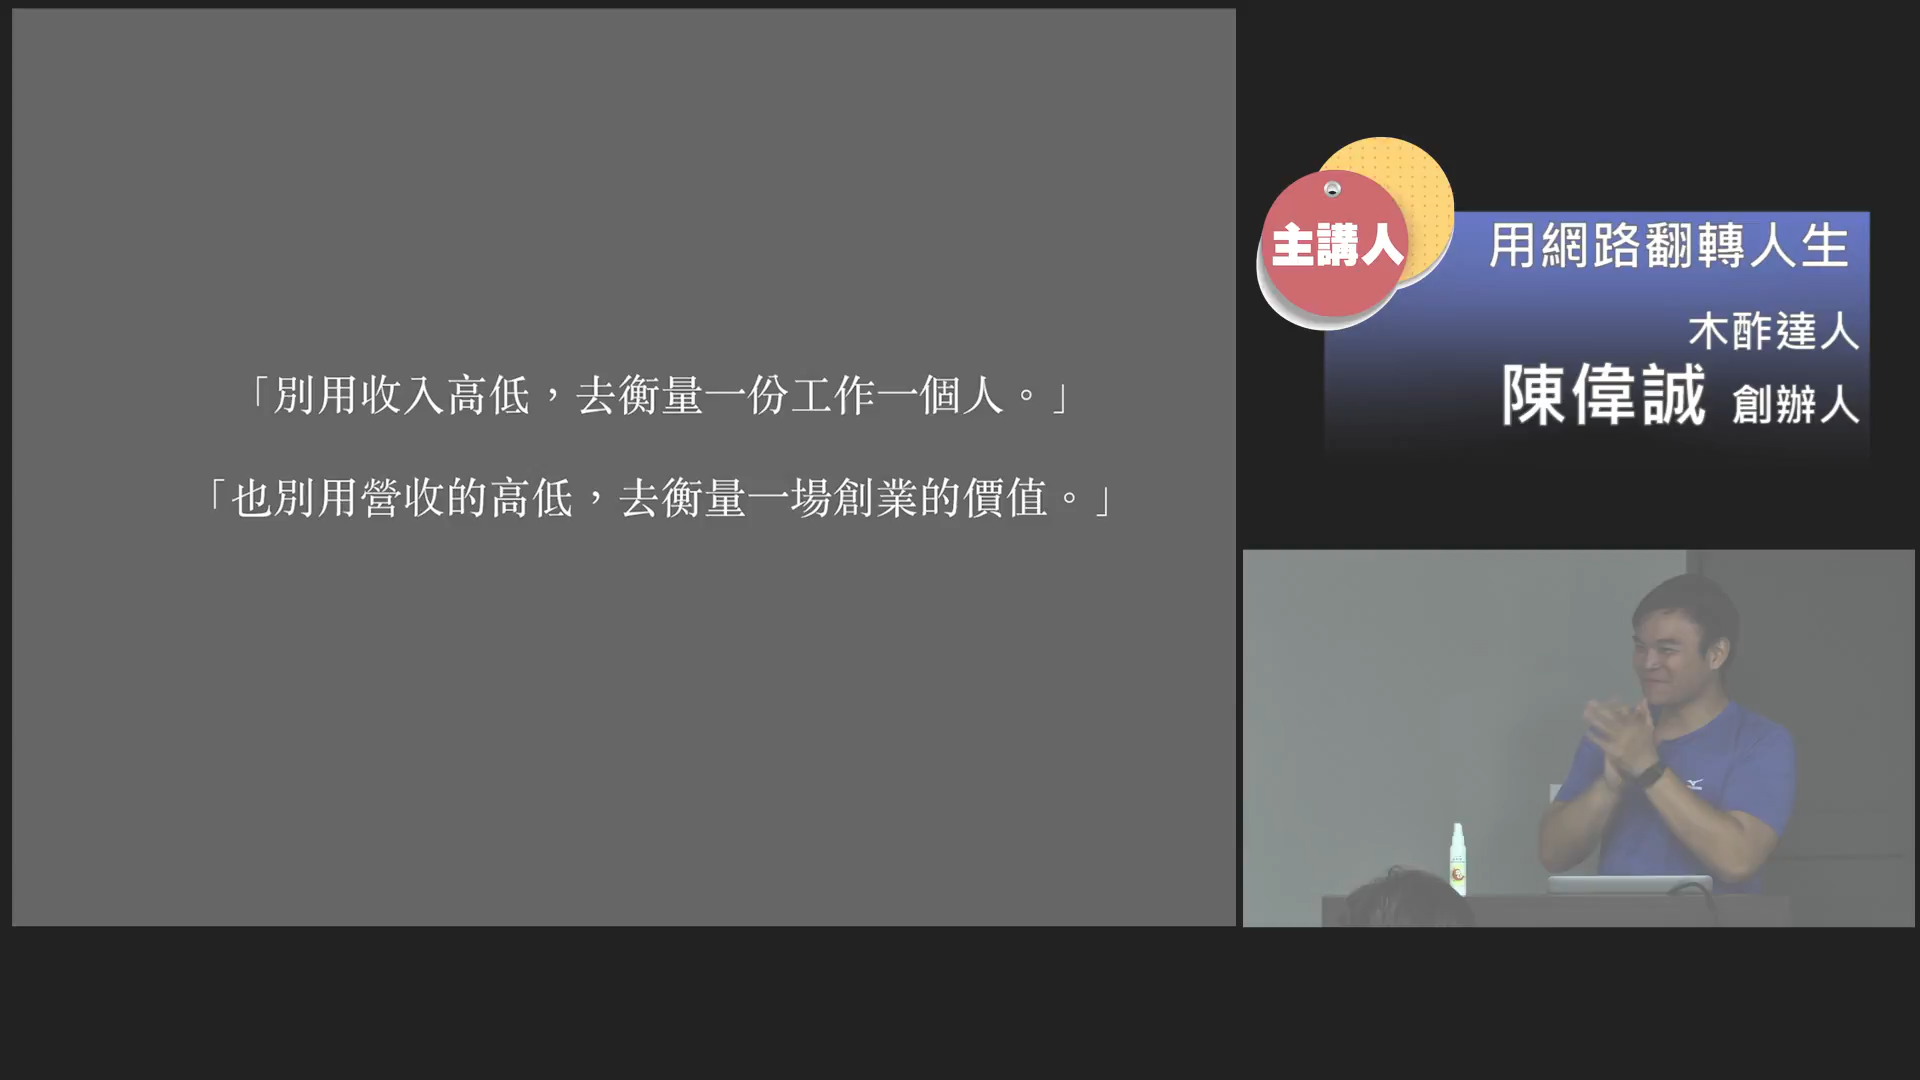 「別用收入高低，去衡量一份工作一個人。」
「也別用營收的高低，去衡量一場創業的價值。」
主講人
用網路翻轉人生
木酢達人
陳偉誠 創辦人